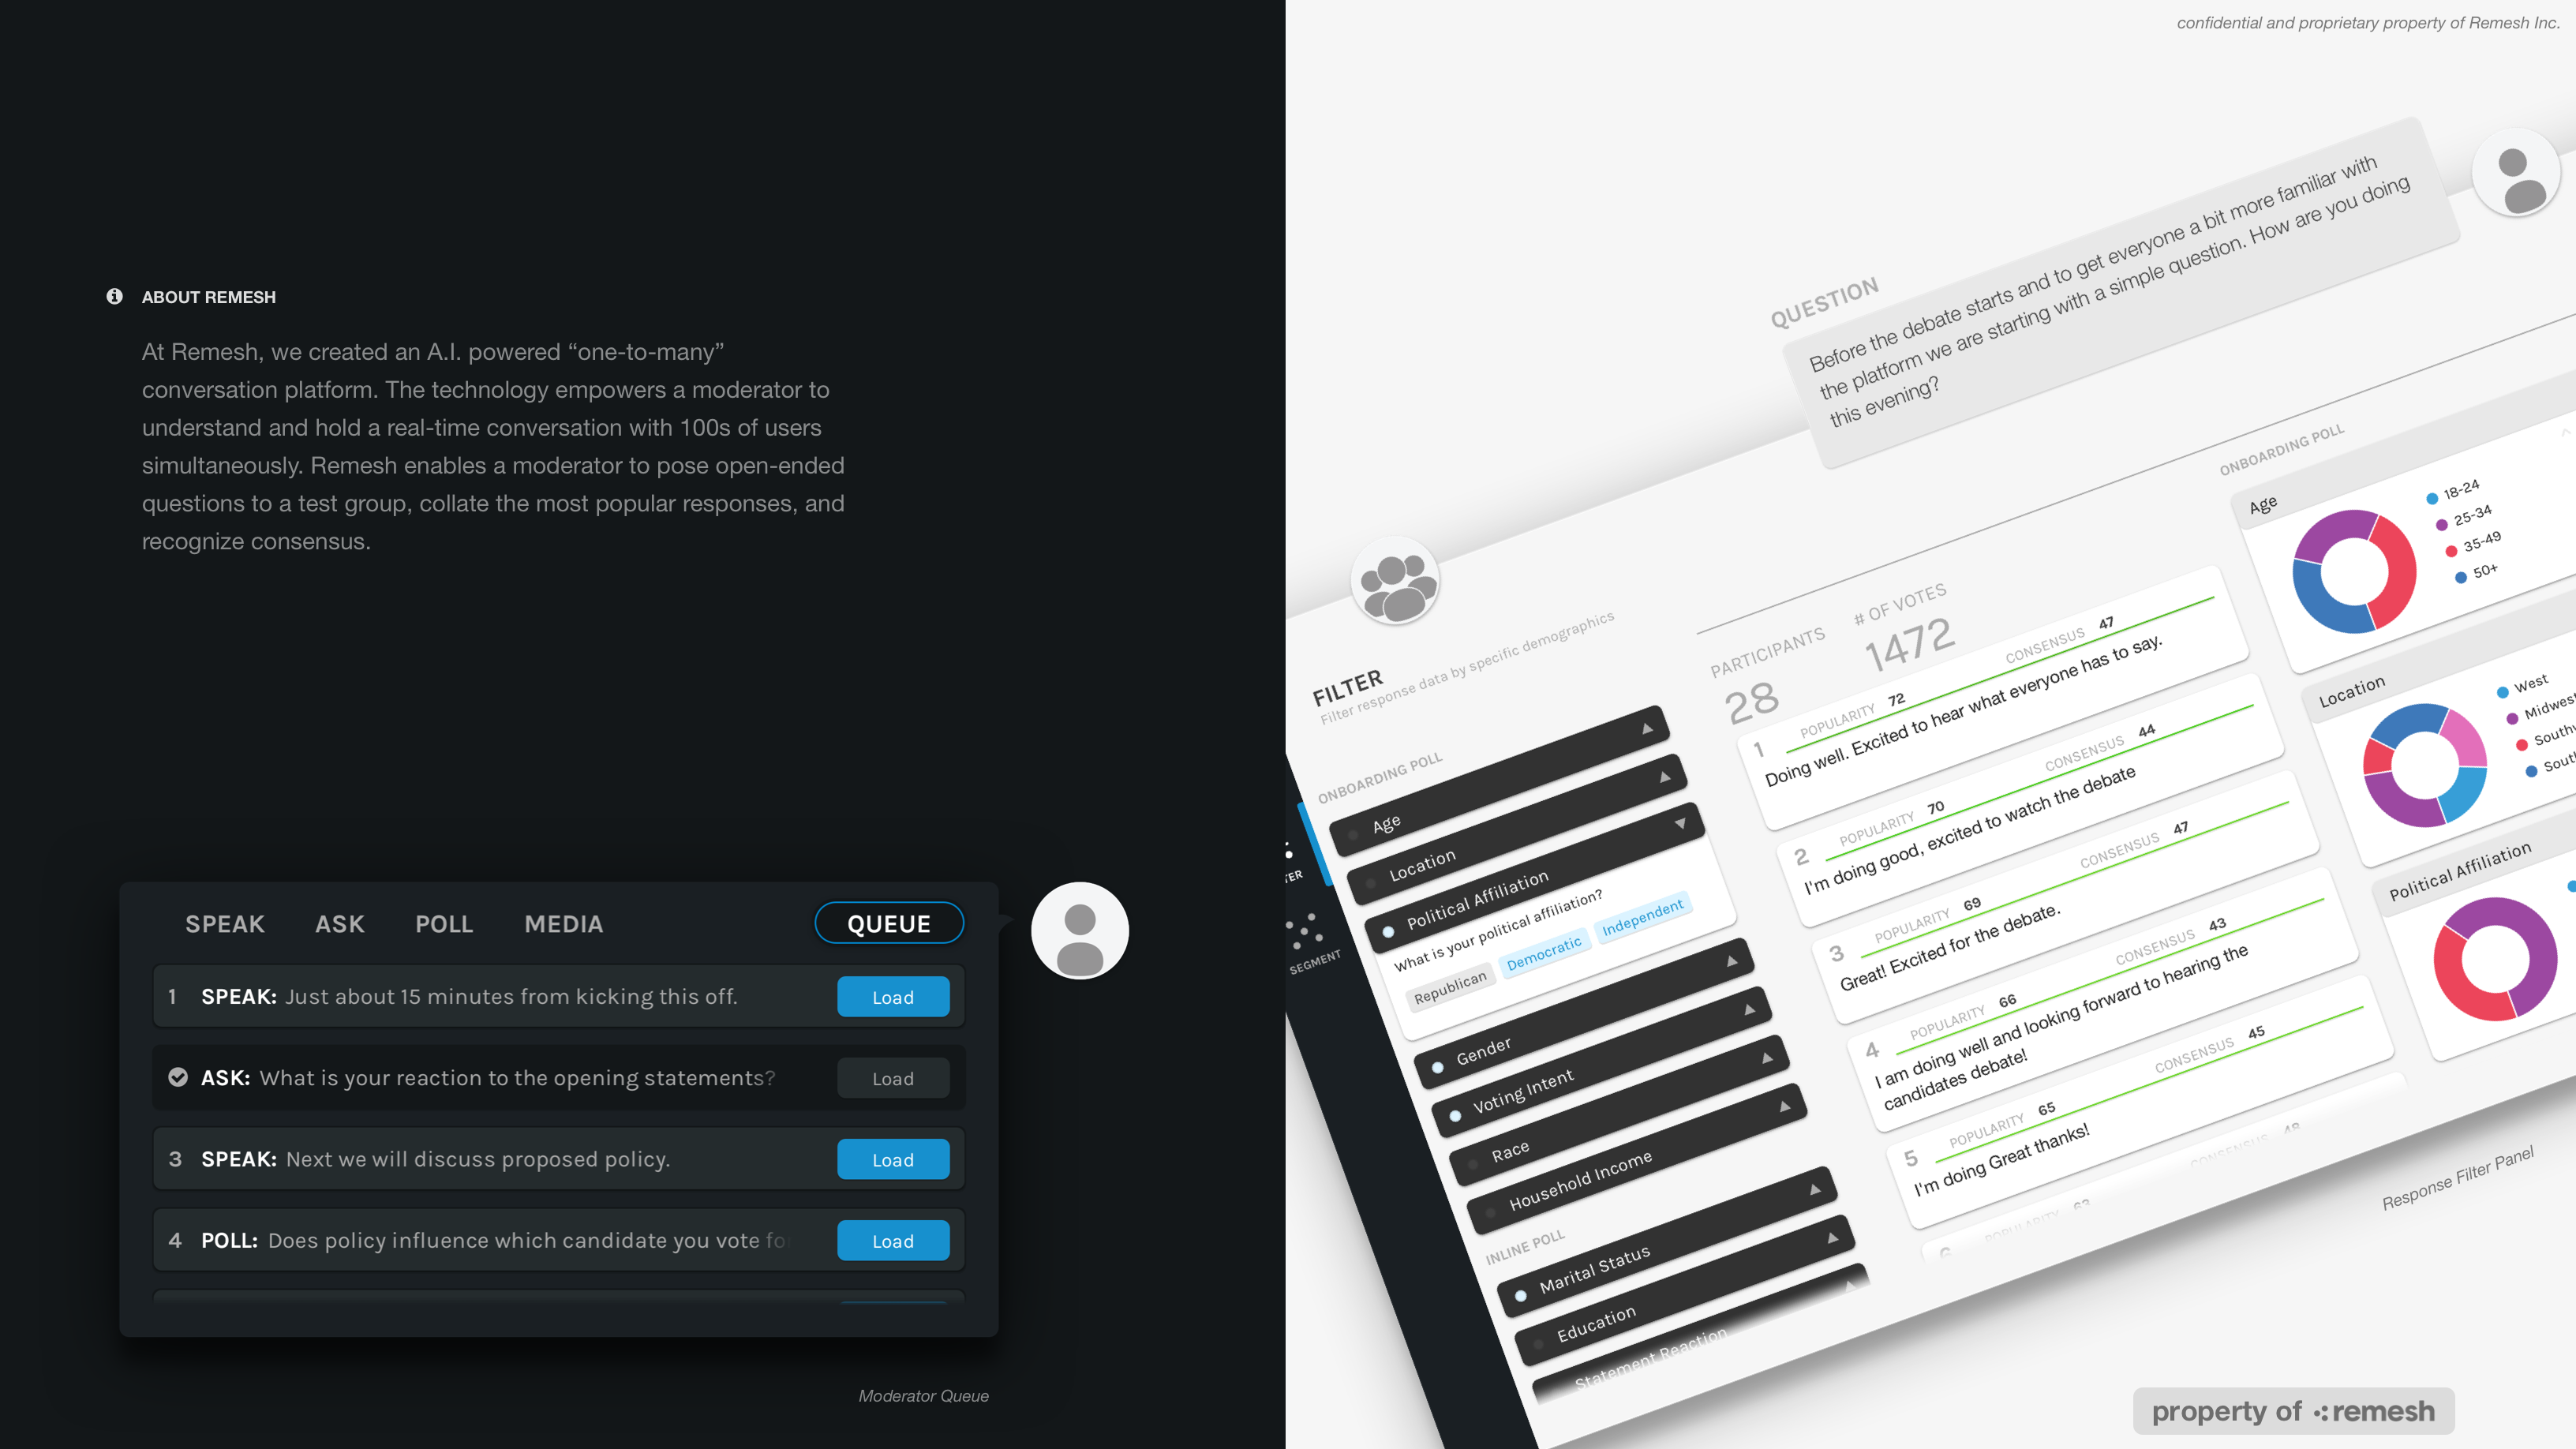 confidential and proprietary property of Remesh Inc.
ABOUT REMESH
At Remesh, we created an A.I. powered “one-to-many”
conversation platform. The technology empowers a moderator to
understand and hold a real-time conversation with 100s of users
simultaneously. Remesh enables a moderator to pose open-ended
questions to a test group, collate the most popular responses, and
recognize consensus.
SPEAK ASK POLL MEDIA QUEUE
1 SPEAK: Just about 15 minutes from kicking this off. Load
ASK: What is your reaction to the opening statements? Load
3 SPEAK: Next we will discuss proposed policy. Load
4 POLL: Does policy influence which candidate you vote for Load
Moderator Queue
QUESTION
Before the debate starts and to get everyone a bit more familiar with
the platform we are starting with a simple question. How are you doing
this evening?
FILTER
Filter response data by specific demographics
SEGMENT
ONBOARDING POLL
Age
Location
Political Affiliation
What is your political affiliation?
Republican Democratic Independent
Gender
Voting Intent
Race
Household Income
INLINE POLL
Marital Status
Education
Statement Reaction
PARTICIPANTS
28
# OF VOTES
1472
1 POPULARITY 72 CONSENSUS 47
Doing well. Excited to hear what everyone has to say.
2 POPULARITY 70 CONSENSUS 44
I'm doing good, excited to watch the debate
3 POPULARITY 69 CONSENSUS 47
Great! Excited for the debate.
4 POPULARITY 66 CONSENSUS 43
I am doing well and looking forward to hearing the
candidates debate!
5 POPULARITY 65 CONSENSUS 45
I'm doing Great thanks!
6 POPULARITY 63 CONSENSUS 48
ONBOARDING POLL
Age
18-24
25-34
35-49
50+
Location
West
Midwest
Political Affiliation
Response Filter Panel
property of remesh